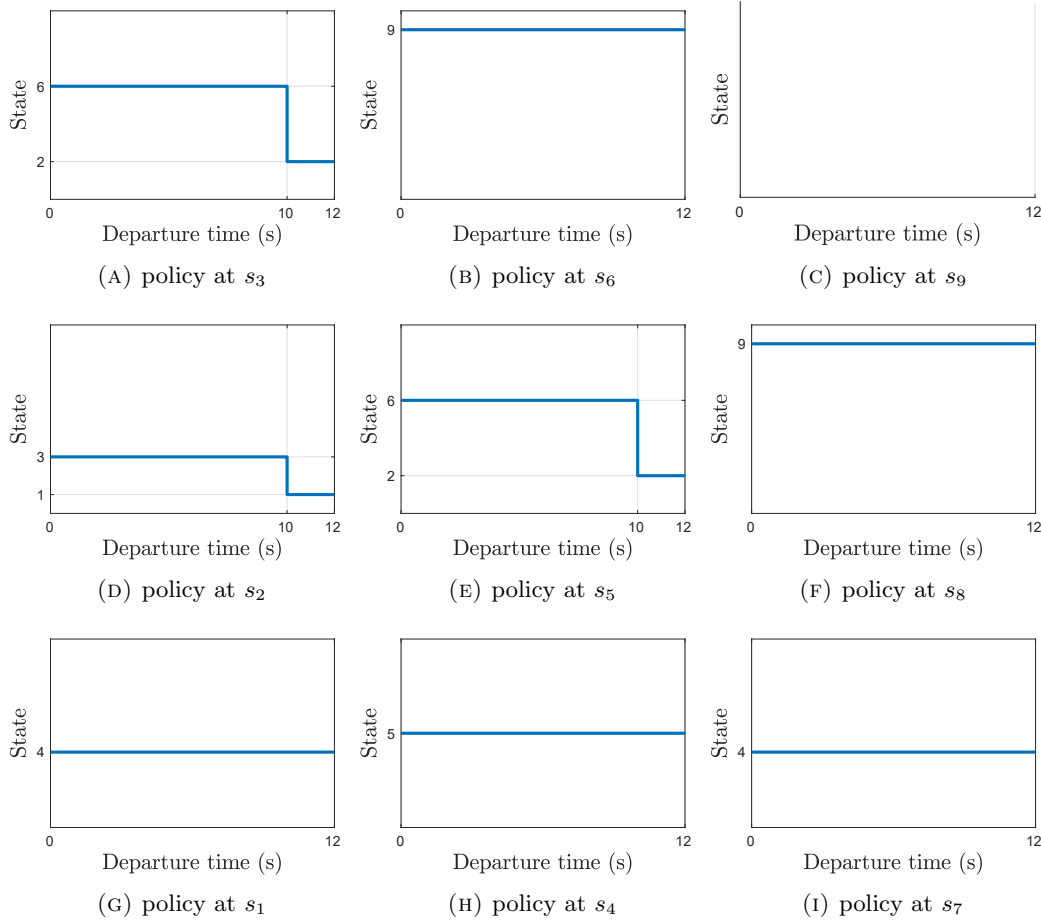 State
6
2
0
10
12
Departure time (s)
(A) policy at s3
State
9
0
12
Departure time (s)
(B) policy at s6
State
0
12
Departure time (s)
(C) policy at s9
State
3
1
0
10
12
Departure time (s)
(D) policy at s2
State
6
2
0
10
12
Departure time (s)
(E) policy at s5
State
9
0
12
Departure time (s)
(F) policy at s8
State
4
0
12
Departure time (s)
(G) policy at s1
State
5
0
12
Departure time (s)
(H) policy at s4
State
4
0
12
Departure time (s)
(I) policy at s7